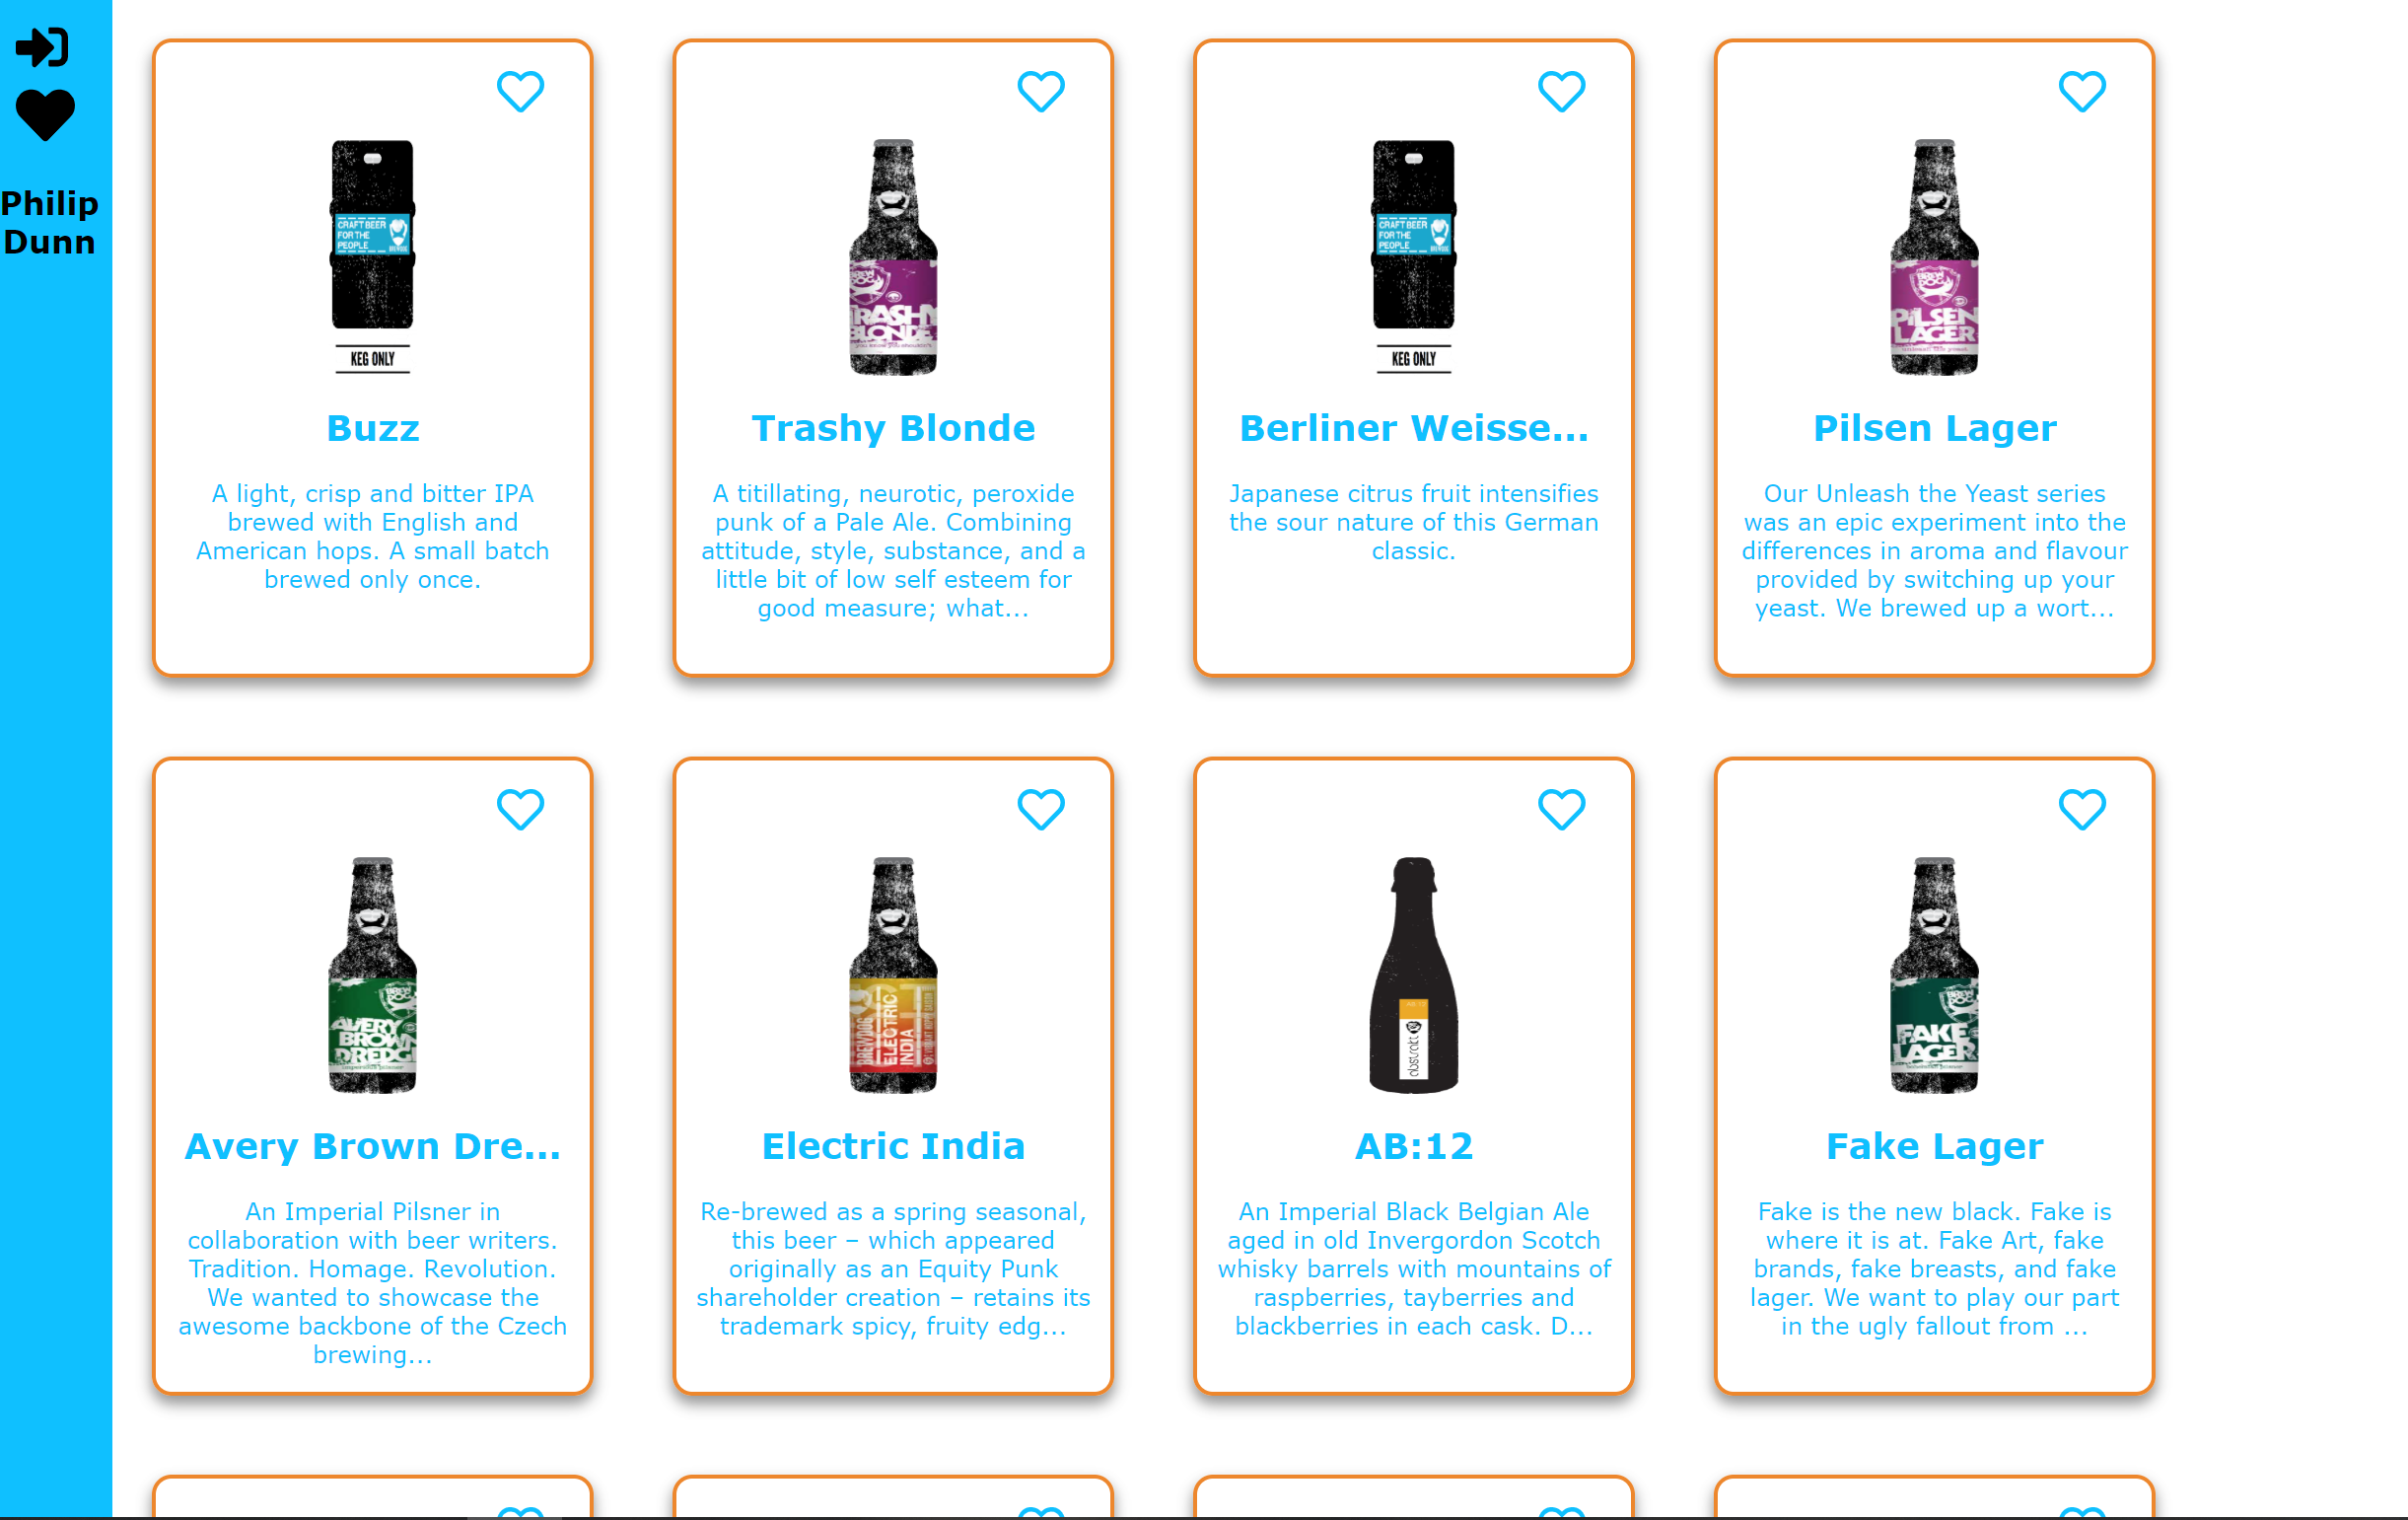 Philip
Dunn
CRAFT BEER
FOR THE
PEOPLE
KEG ONLY
Buzz
A light, crisp and bitter IPA
brewed with English and
American hops. A small batch
brewed only once.
BREW
DOG
TRASHY
BLONDE
Trashy Blonde
A titillating, neurotic, peroxide
punk of a Pale Ale. Combining
attitude, style, substance, and a
little bit of low self esteem for
good measure; what...
CRAFT BEER
FOR THE
PEOPLE
KEG ONLY
Berliner Weisse...
Japanese citrus fruit intensifies
the sour nature of this German
classic.
BREW
DOG
PILSEN
LAGER
Pilsen Lager
Our Unleash the Yeast series
was an epic experiment into the
differences in aroma and flavour
provided by switching up your
yeast. We brewed up a wort...
BREW
DOG
AVERY
BROWN
DREDG
Avery Brown Dre...
An Imperial Pilsner in
collaboration with beer writers.
Tradition. Homage. Revolution.
We wanted to showcase the
awesome backbone of the Czech
brewing...
BREWDOG
ELECTRIC
INDIA
Electric India
Re-brewed as a spring seasonal,
this beer – which appeared
originally as an Equity Punk
shareholder creation – retains its
trademark spicy, fruity edg...
AB:12
abstrakt
AB:12
An Imperial Black Belgian Ale
aged in old Invergordon Scotch
whisky barrels with mountains of
raspberries, tayberries and
blackberries in each cask. D...
BREW
DOG
FAKE
LAGER
Fake Lager
Fake is the new black. Fake is
where it is at. Fake Art, fake
brands, fake breasts, and fake
lager. We want to play our part
in the ugly fallout from ...